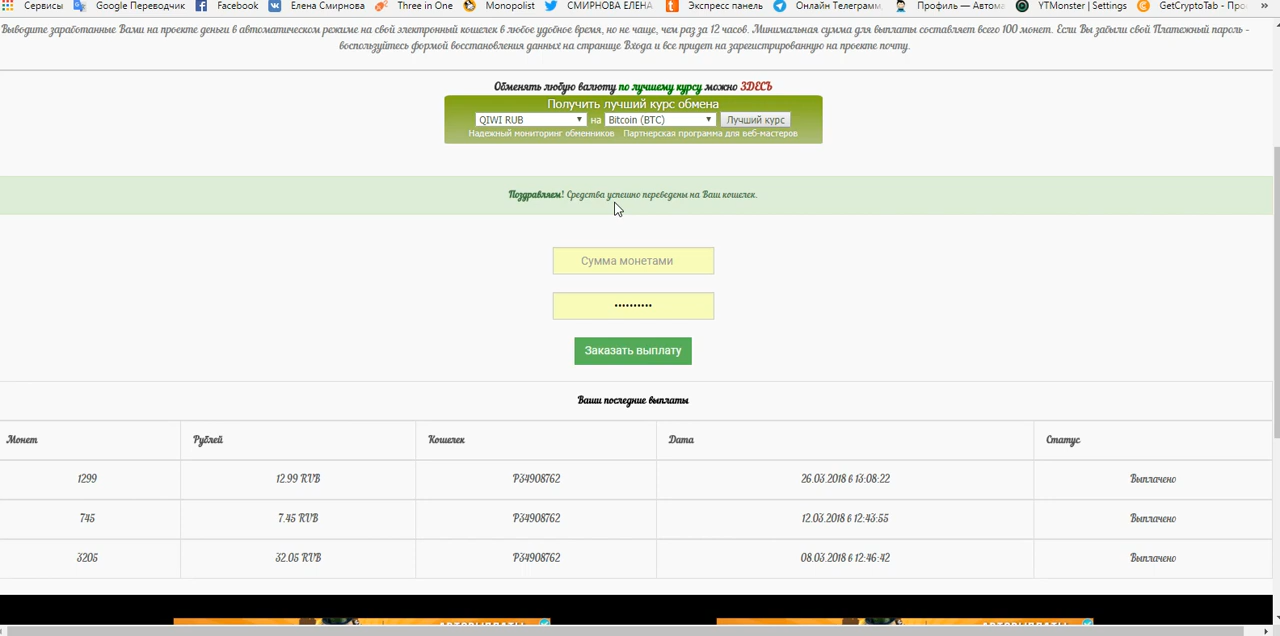 Сервисы Google Переводчик Facebook Елена Смирнова Three in One Monopolist СМИРНОВА ЕЛЕНА Экспресс панель Онлайн Телеграмм Профиль — Автома YTMonster | Settings GetCryptoTab - Про »
Выводите заработанные Вами на проекте деньги в автоматическом режиме на свой электронный кошелек в любое удобное время, но не чаще, чем раз за 12 часов. Минимальная сумма для выплаты составляет всего 100 монет. Если Вы забыли свой Платежный пароль -
воспользуйтесь формой восстановления данных на странице Входа и все придет на зарегистрированную на проекте почту.
Обменять любую валюту по лучшему курсу можно ЗДЕСЬ
Получить лучший курс обмена
QIWI RUB на Bitcoin (BTC) Лучший курс
Надежный мониторинг обменников Партнерская программа для веб-мастеров
Поздравляем! Средства успешно переведены на Ваш кошелек.
Сумма монетами
••••••••••
Заказать выплату
Ваши последние выплаты
Монет Рублей Кошелек Дата Статус
1299 12.99 RUB P34908762 26.03.2018 в 13:08:22 Выплачено
745 7.45 RUB P34908762 12.03.2018 в 12:43:55 Выплачено
3205 32.05 RUB P34908762 08.03.2018 в 12:46:42 Выплачено